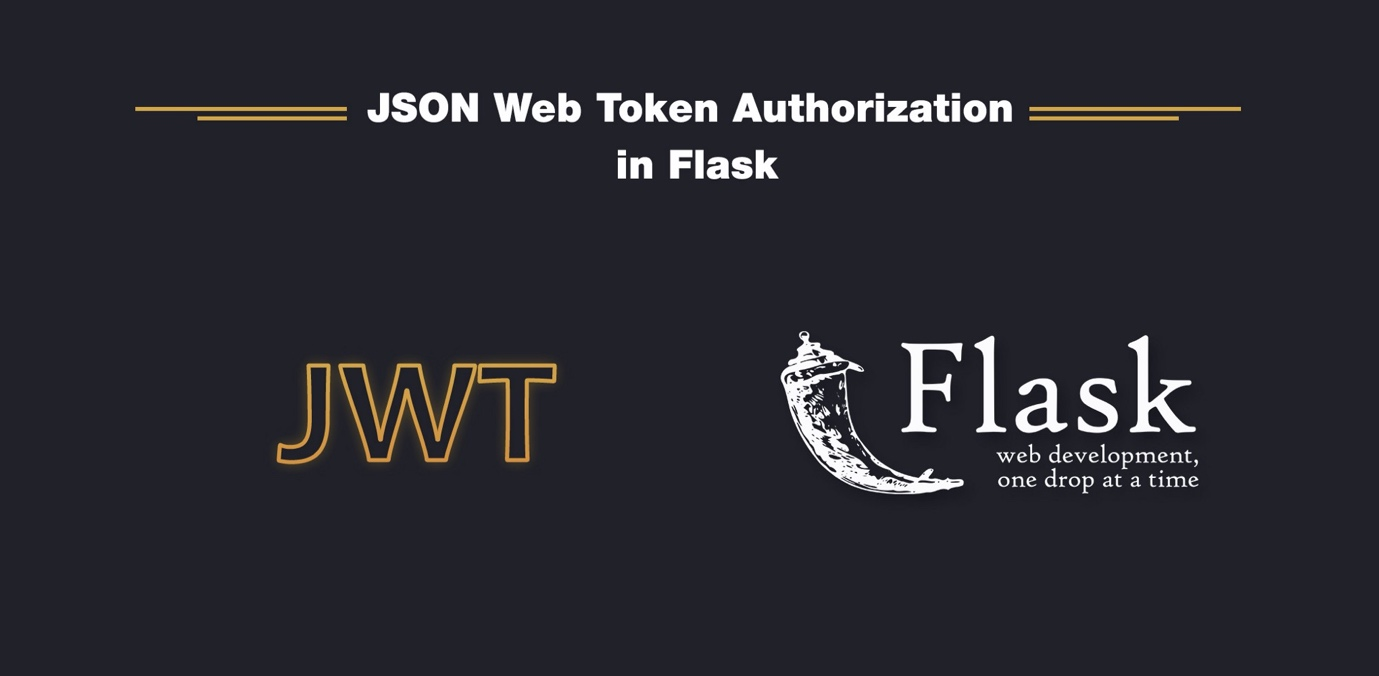 JSON Web Token Authorization
in Flask
JWT
Flask
web development,
one drop at a time